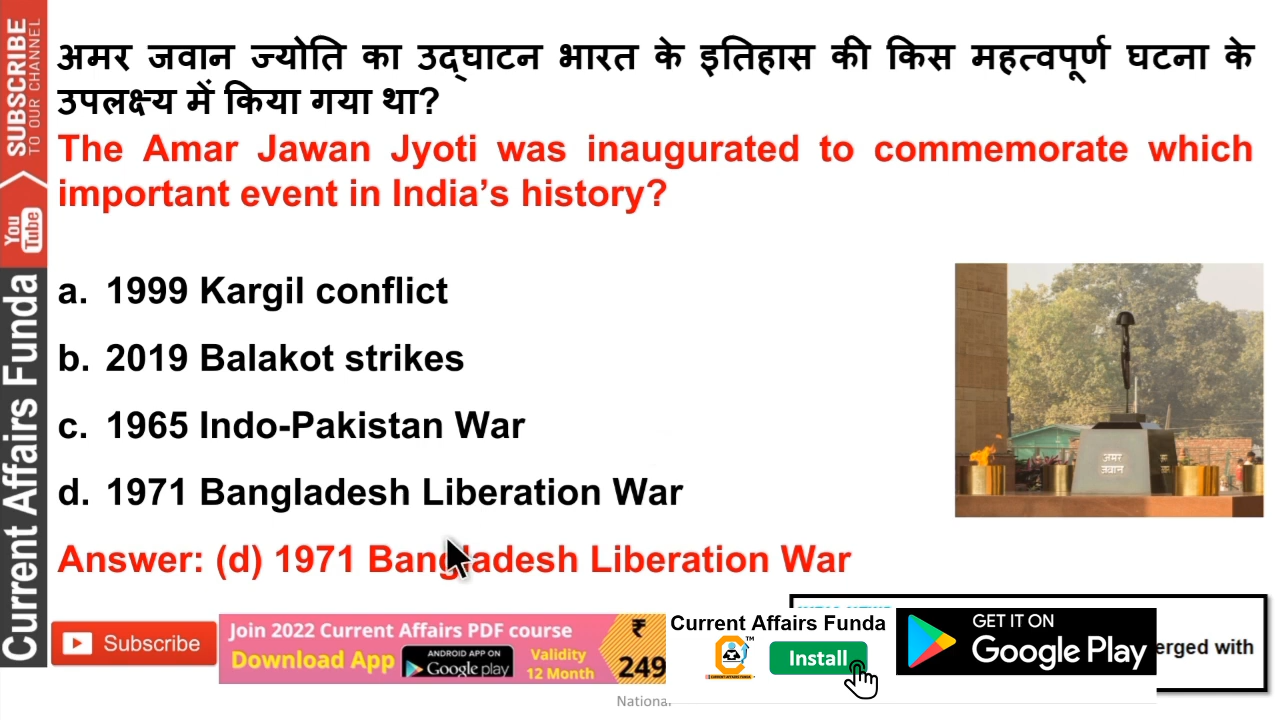 अमर जवान ज्योति का उद्घाटन भारत के इतिहास की किस महत्वपूर्ण घटना के
उपलक्ष्य में किया गया था?
The Amar Jawan Jyoti was inaugurated to commemorate which
important event in India's history?
a. 1999 Kargil conflict
b. 2019 Balakot strikes
c. 1965 Indo-Pakistan War
d. 1971 Bangladesh Liberation War
Answer: (d) 1971 Bangladesh Liberation War
अमर
जवान
SUBSCRIBE
TO OUR CHANNEL
You
Tube
Current Affairs Funda
Subscribe
Join 2022 Current Affairs PDF course
Download App
ANDROID APP ON
Google play
Validity
12 Month
₹
249
Current Affairs Funda
TM
Install
GET IT ON
Google Play
erged with
National